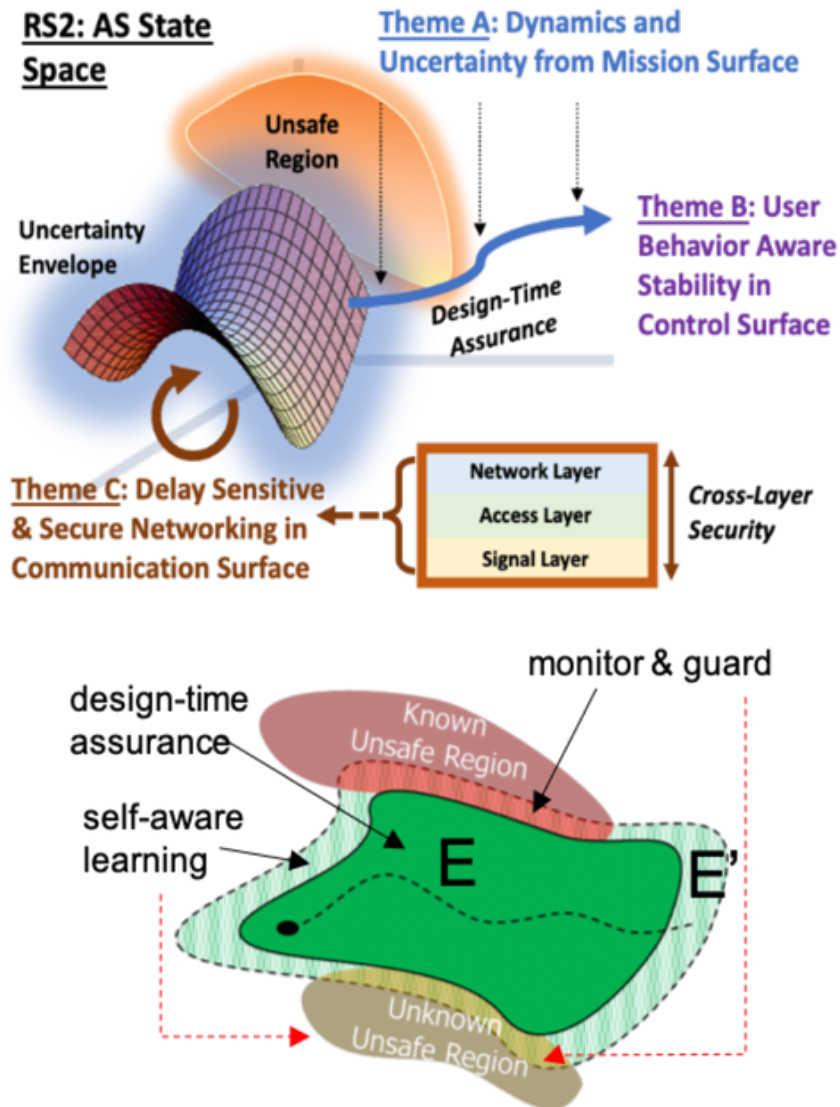 RS2: AS State
Space
Theme A: Dynamics and
Uncertainty from Mission Surface
Unsafe
Region
Uncertainty
Envelope
Theme B: User
Behavior Aware
Stability in
Control Surface
Design-Time
Assurance
Theme C: Delay Sensitive
& Secure Networking in
Communication Surface
Network Layer
Access Layer
Signal Layer
Cross-Layer
Security
monitor & guard
design-time
assurance
Known
Unsafe Region
self-aware
learning
E
E'
Unknown
Unsafe Region